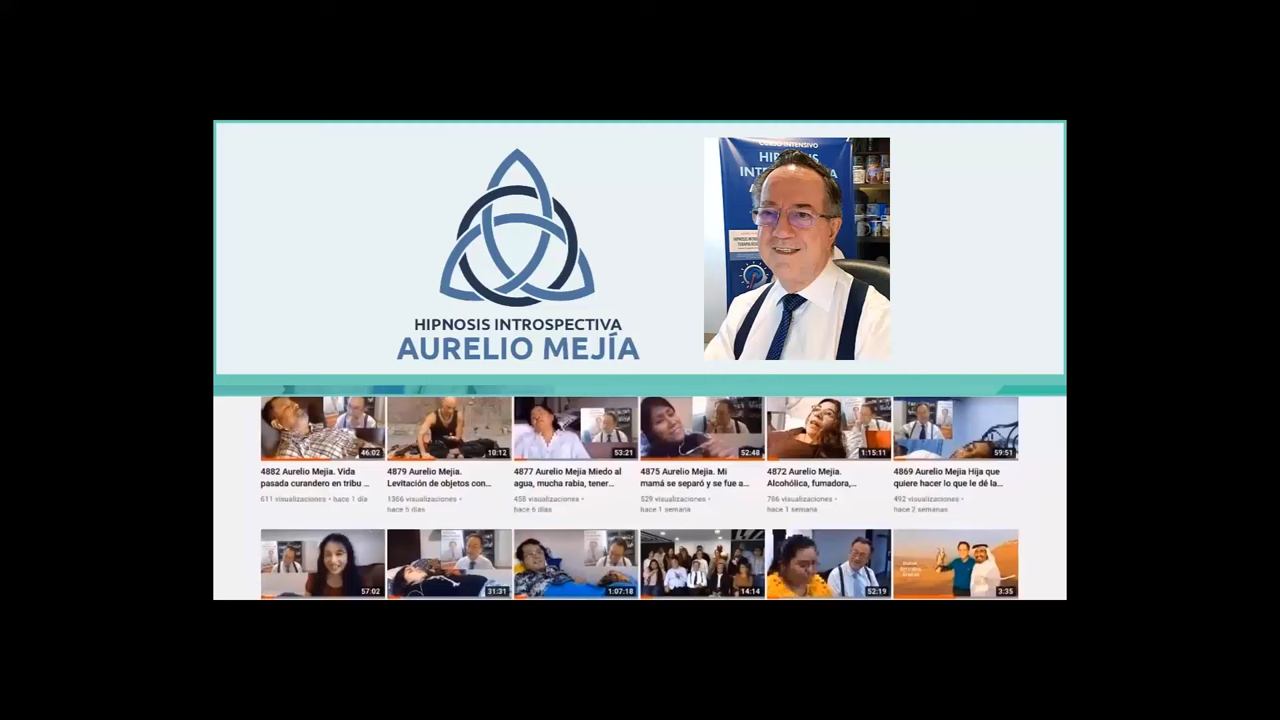 CURSO INTENSIVO
HIPNOSIS INTROSPECTIVA
AURELIO MEJÍA
46:02
10:12
53:21
52:48
1:15:11
59:51
4882 Aurelio Mejia. Vida
pasada curandero en tribu ...
611 visualizaciones • hace 1 día
4879 Aurelio Mejia.
Levitación de objetos con...
1366 visualizaciones •
hace 5 días
4877 Aurelio Mejia Miedo al
agua, mucha rabia, tener...
458 visualizaciones •
hace 6 días
4875 Aurelio Mejia. Mi
mamá se separó y se fue a...
529 visualizaciones •
hace 1 semana
4872 Aurelio Mejia.
Alcohólica, fumadora,...
786 visualizaciones •
hace 1 semana
4869 Aurelio Mejia Hija que
quiere hacer lo que le dé la...
492 visualizaciones •
hace 2 semanas
57:02
31:31
1:07:18
14:14
52:19
3:35